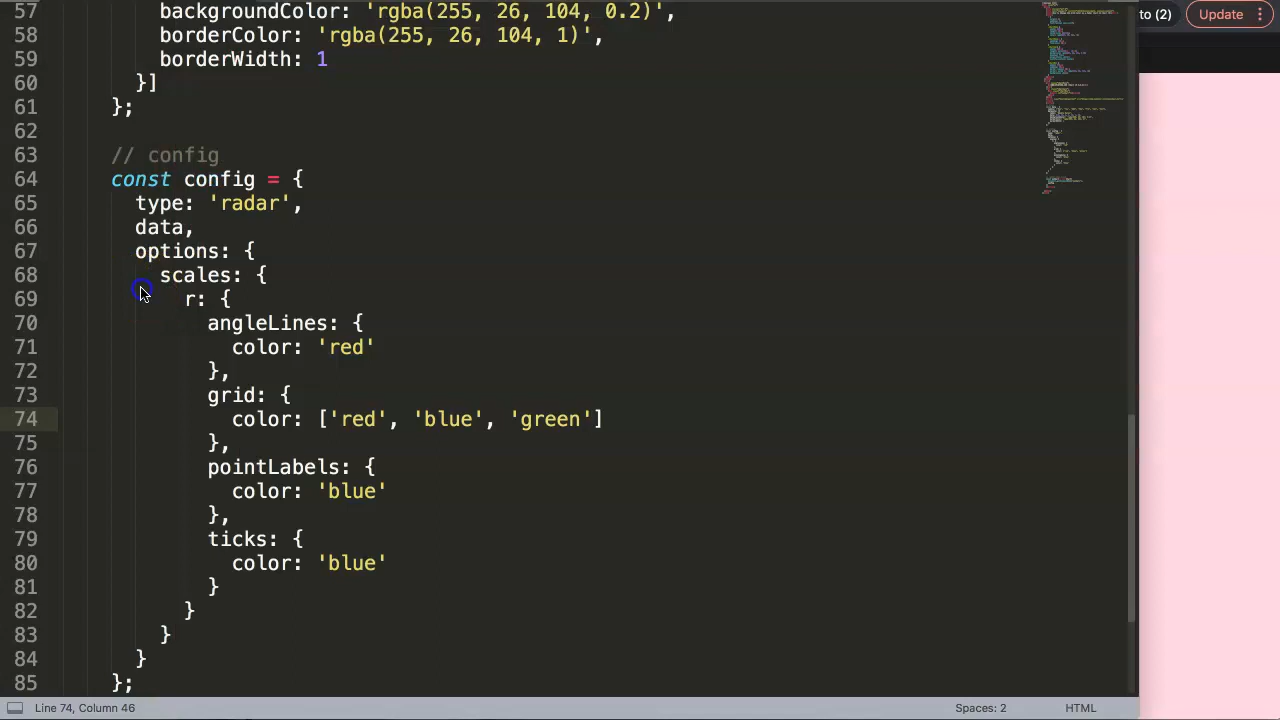 57 backgroundColor: 'rgba(255, 26, 104, 0.2)',
58 borderColor: 'rgba(255, 26, 104, 1)',
59 borderWidth: 1
60 }]
61 };
62
63 // config
64 const config = {
65 type: 'radar',
66 data,
67 options: {
68 scales: {
69 r: {
70 angleLines: {
71 color: 'red'
72 },
73 grid: {
74 color: ['red', 'blue', 'green']
75 },
76 pointLabels: {
77 color: 'blue'
78 },
79 ticks: {
80 color: 'blue'
81 }
82 }
83 }
84 }
85 };
to (2) Update
Line 74, Column 46 Spaces: 2 HTML